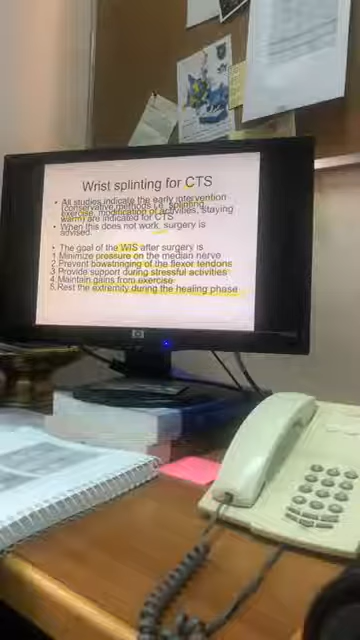 Wrist splinting for CTS
• All studies indicate the early intervention
(conservative methods i.e. splinting,
exercise, modification of activities, staying
warm) are indicated for CTS
• When this does not work, surgery is
advised.
• The goal of the WIS after surgery is
1. Minimize pressure on the median nerve
2. Prevent bowstringing of the flexor tendons
3. Provide support during stressful activities
4. Maintain gains from exercise
5. Rest the extremity during the healing phase
hp